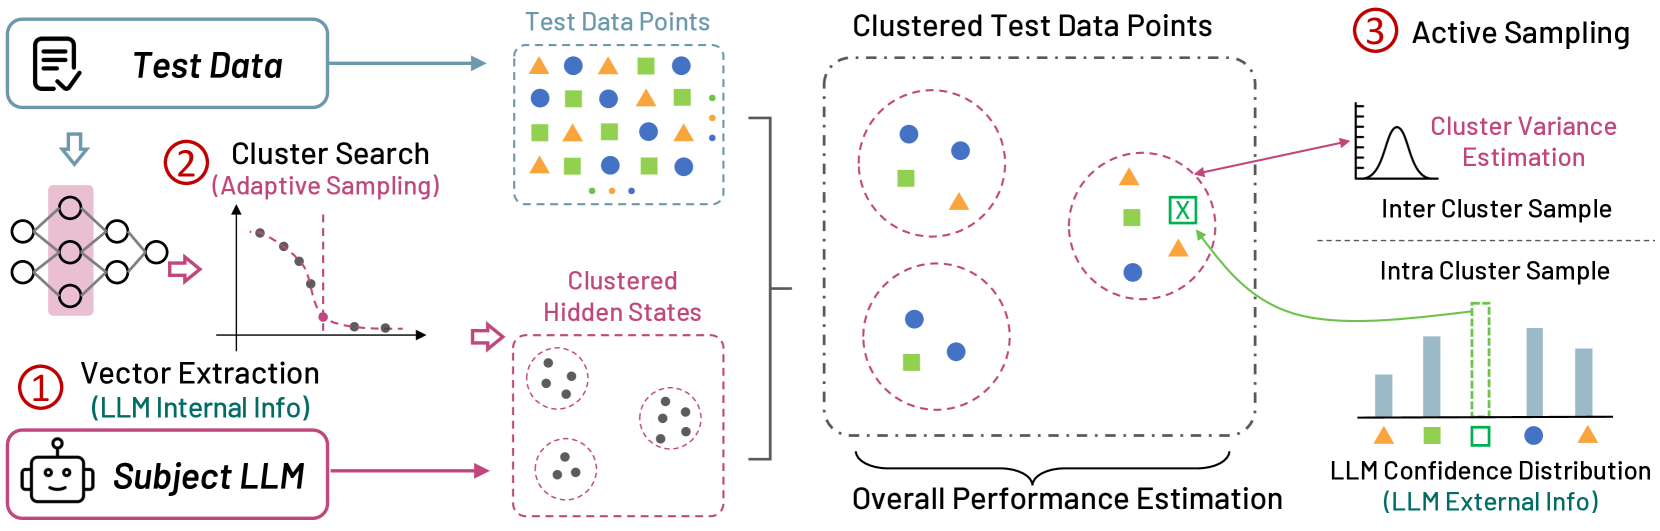 Test Data
Test Data Points
Clustered Test Data Points
3 Active Sampling
2 Cluster Search
(Adaptive Sampling)
Cluster Variance
Estimation
Inter Cluster Sample
X
Intra Cluster Sample
Clustered
Hidden States
1 Vector Extraction
(LLM Internal Info)
Subject LLM
Overall Performance Estimation
LLM Confidence Distribution
(LLM External Info)